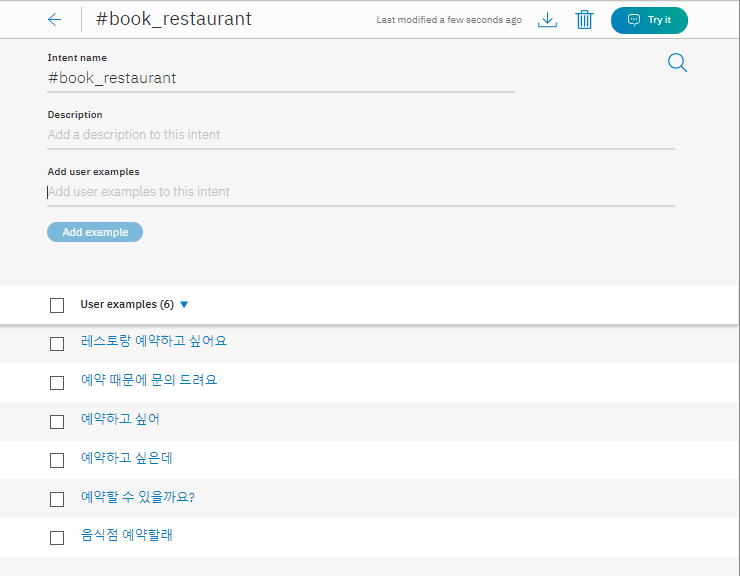 #book_restaurant
Last modified a few seconds ago
Try it
Intent name
#book_restaurant
Description
Add a description to this intent
Add user examples
Add user examples to this intent
Add example
User examples (6)
레스토랑 예약하고 싶어요
예약 때문에 문의 드려요
예약하고 싶어
예약하고 싶은데
예약할 수 있을까요?
음식점 예약할래